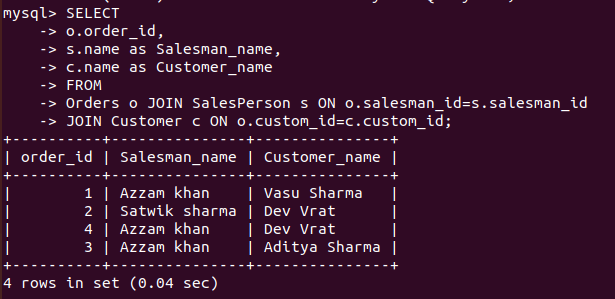 mysql> SELECT
    -> o.order_id,
    -> s.name as Salesman_name,
    -> c.name as Customer_name
    -> FROM
    -> Orders o JOIN SalesPerson s ON o.salesman_id=s.salesman_id
    -> JOIN Customer c ON o.custom_id=c.custom_id;
+----------+---------------+---------------+
| order_id | Salesman_name | Customer_name |
+----------+---------------+---------------+
|        1 | Azzam khan    | Vasu Sharma   |
|        2 | Satwik sharma | Dev Vrat      |
|        4 | Azzam khan    | Dev Vrat      |
|        3 | Azzam khan    | Aditya Sharma |
+----------+---------------+---------------+
4 rows in set (0.04 sec)